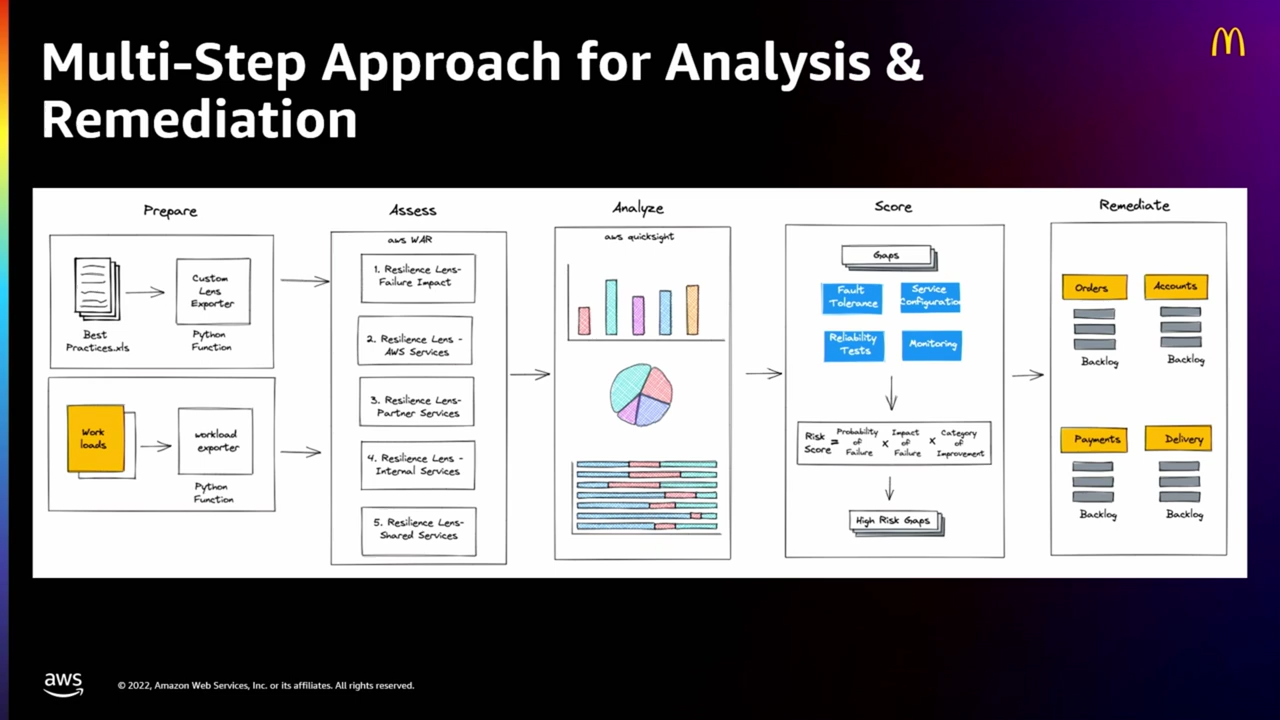 Multi-Step Approach for Analysis &
Remediation
Prepare
Best
Practices.xls
Custom
Lens
Exporter
Python
Function
Work
loads
workload
exporter
Python
Function
Assess
aws WAR
1. Resilience Lens-
Failure Impact
2. Resilience Lens -
AWS Services
3. Resilience Lens-
Partner Services
4. Resilience Lens -
Internal Services
5. Resilience Lens-
Shared Services
Analyze
aws quicksight
Score
Gaps
Fault
Tolerance
Service
Configuration
Reliability
Tests
Monitoring
Risk
Score
=
Probability
of
Failure
x
Impact
of
Failure
x
Category
of
Improvement
High Risk Gaps
Remediate
Orders
Backlog
Accounts
Backlog
Payments
Backlog
Delivery
Backlog
aws
© 2022, Amazon Web Services, Inc. or its affiliates. All rights reserved.